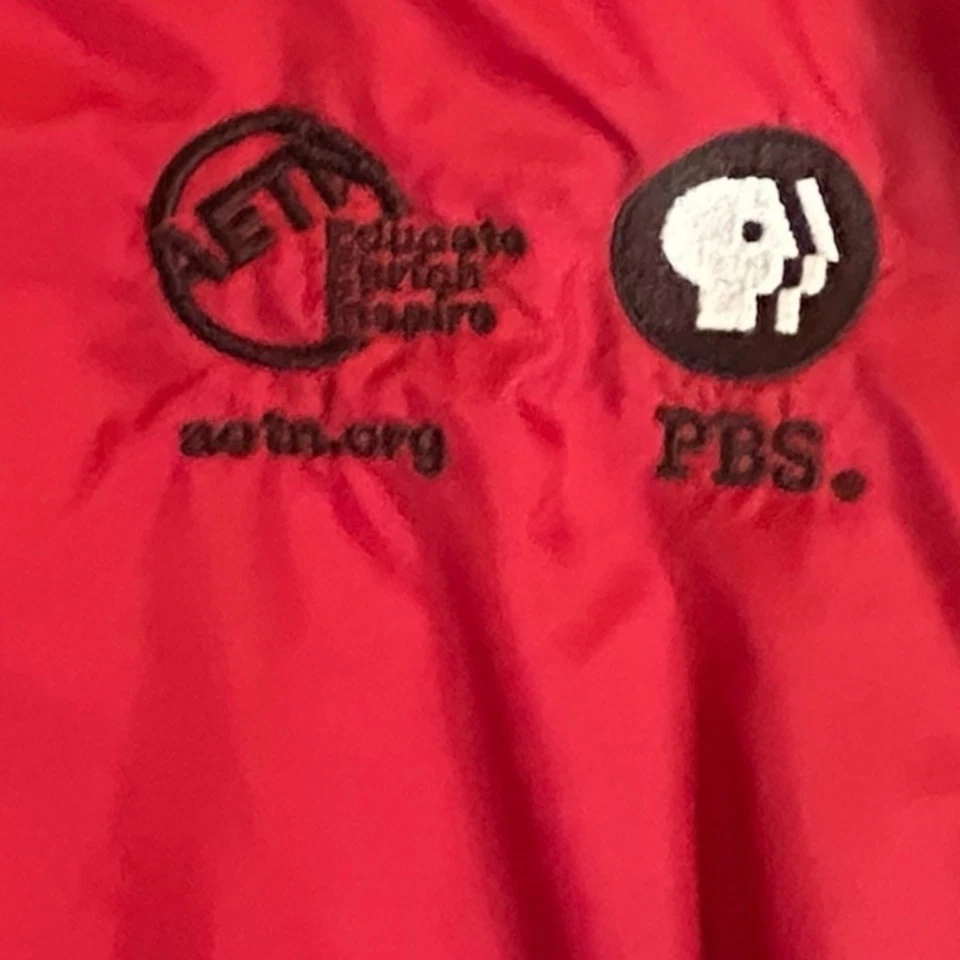 AETN
Educate
Enrich
Inspire
aetn.org
PBS.